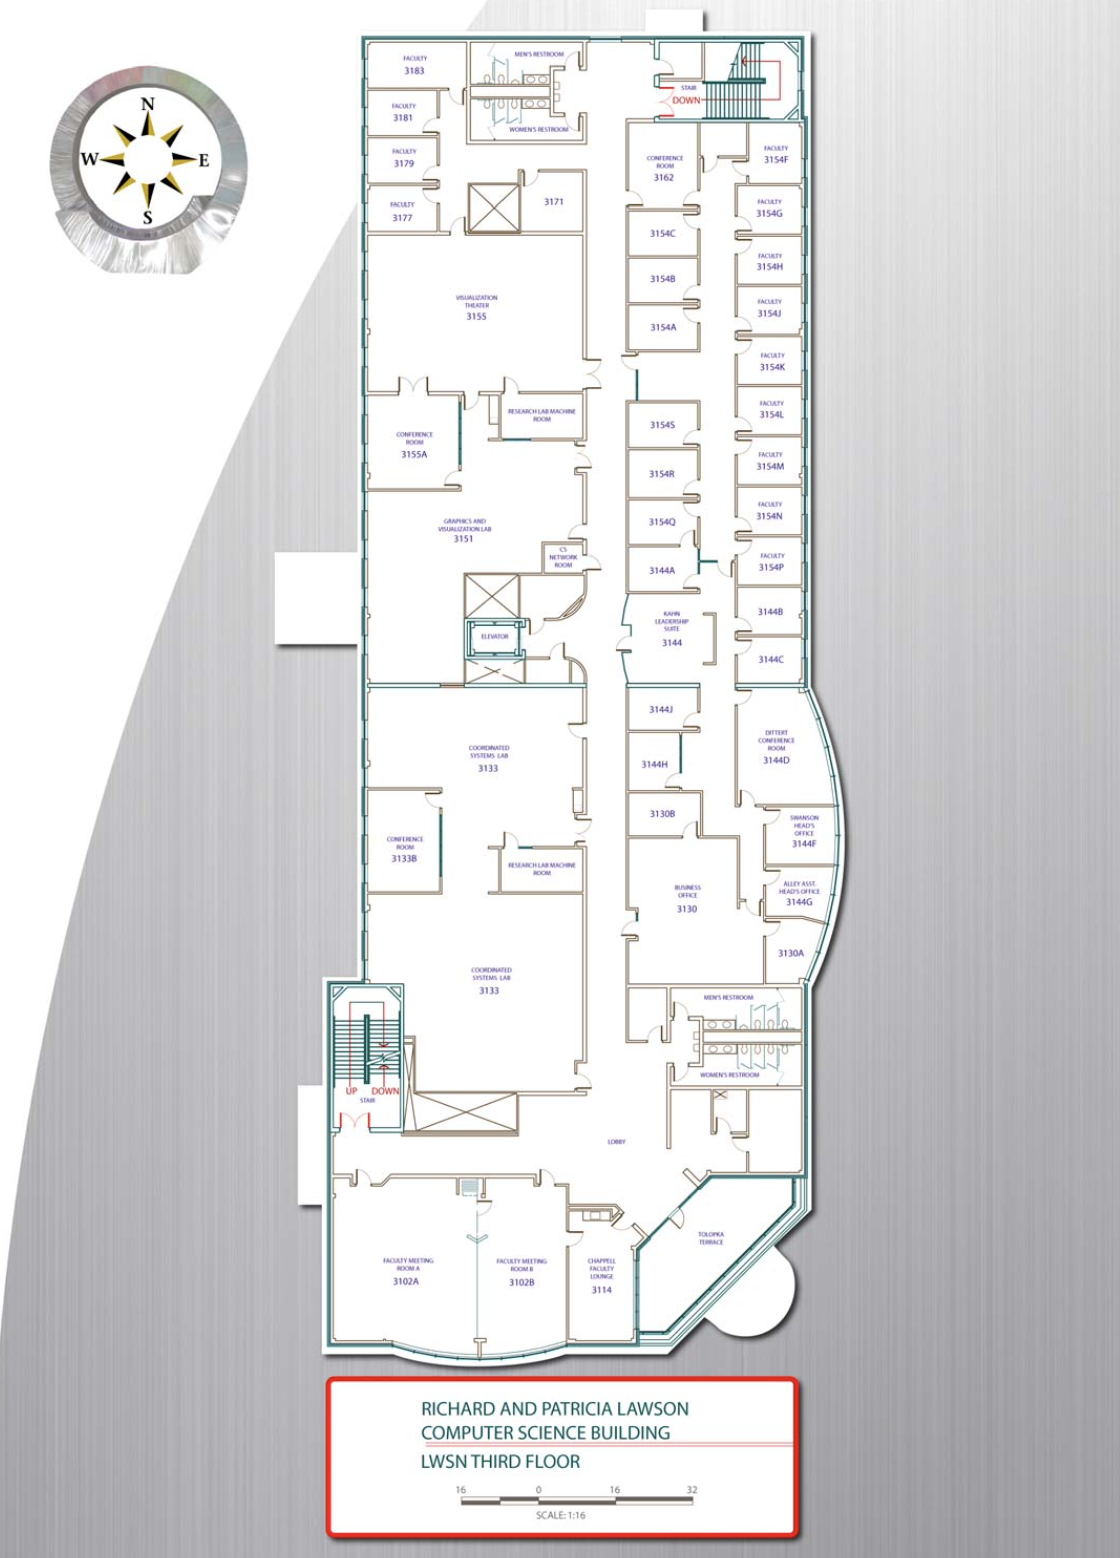 N
W
E
S
FACULTY
3183
MEN'S RESTROOM
STAIR
DOWN
FACULTY
3181
WOMEN'S RESTROOM
FACULTY
3179
CONFERENCE
ROOM
3162
FACULTY
3154F
FACULTY
3177
3171
FACULTY
3154G
3154C
FACULTY
3154H
3154B
VISUALIZATION
THEATER
3155
FACULTY
3154J
3154A
FACULTY
3154K
RESEARCH LAB MACHINE
ROOM
FACULTY
3154L
CONFERENCE
ROOM
3155A
3154S
FACULTY
3154M
3154R
GRAPHICS AND
VISUALIZATION LAB
3151
FACULTY
3154N
3154Q
CS
NETWORK
ROOM
FACULTY
3154P
3144A
3144B
KAHN
LEADERSHIP
SUITE
3144
ELEVATOR
3144C
3144J
COORDINATED
SYSTEMS LAB
3133
DITTERT
CONFERENCE
ROOM
3144D
3144H
3130B
SWANSON
HEAD'S
OFFICE
3144F
CONFERENCE
ROOM
3133B
RESEARCH LAB MACHINE
ROOM
BUSINESS
OFFICE
3130
ALLEY ASST.
HEAD'S OFFICE
3144G
3130A
COORDINATED
SYSTEMS LAB
3133
MEN'S RESTROOM
WOMEN'S RESTROOM
UP
DOWN
STAIR
LOBBY
TOLOPKA
TERRACE
FACULTY MEETING
ROOM A
3102A
FACULTY MEETING
ROOM B
3102B
CHAPPELL
FACULTY
LOUNGE
3114
RICHARD AND PATRICIA LAWSON
COMPUTER SCIENCE BUILDING
LWSN THIRD FLOOR
16 0 16 32
SCALE: 1:16